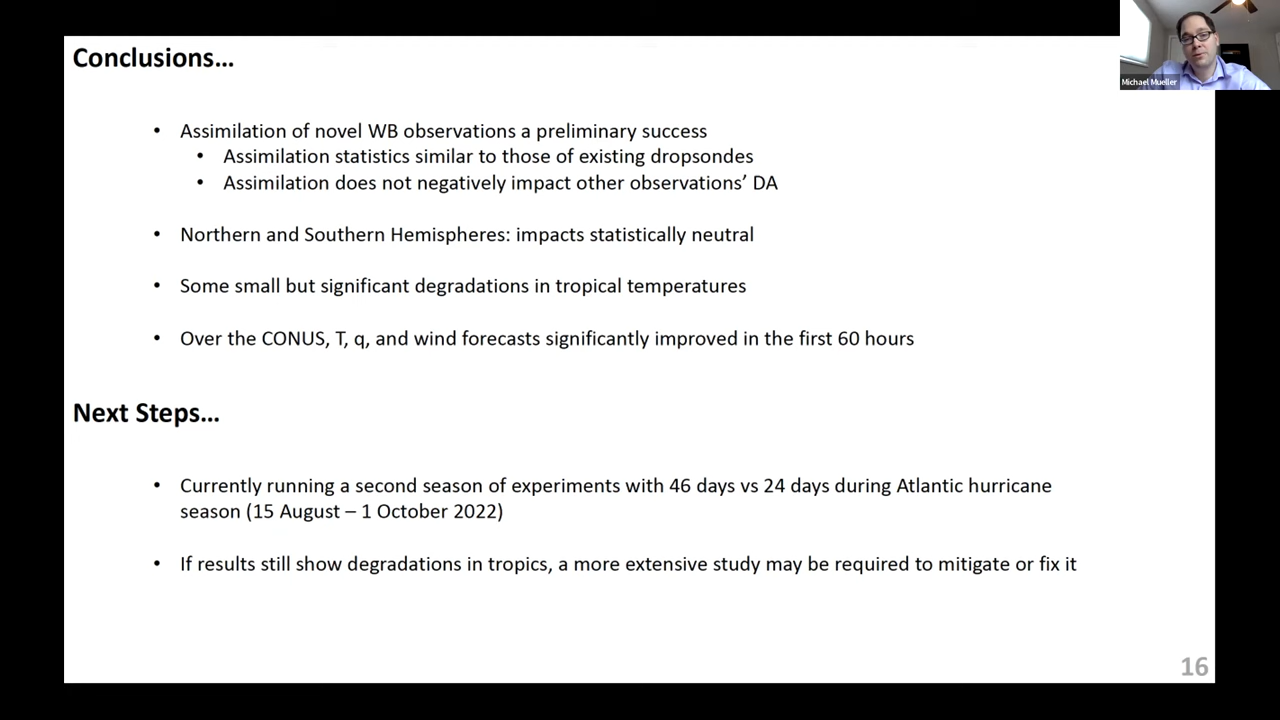 Conclusions…
• Assimilation of novel WB observations a preliminary success
• Assimilation statistics similar to those of existing dropsondes
• Assimilation does not negatively impact other observations’ DA
• Northern and Southern Hemispheres: impacts statistically neutral
• Some small but significant degradations in tropical temperatures
• Over the CONUS, T, q, and wind forecasts significantly improved in the first 60 hours
Next Steps…
• Currently running a second season of experiments with 46 days vs 24 days during Atlantic hurricane
season (15 August – 1 October 2022)
• If results still show degradations in tropics, a more extensive study may be required to mitigate or fix it
16
Michael Mueller